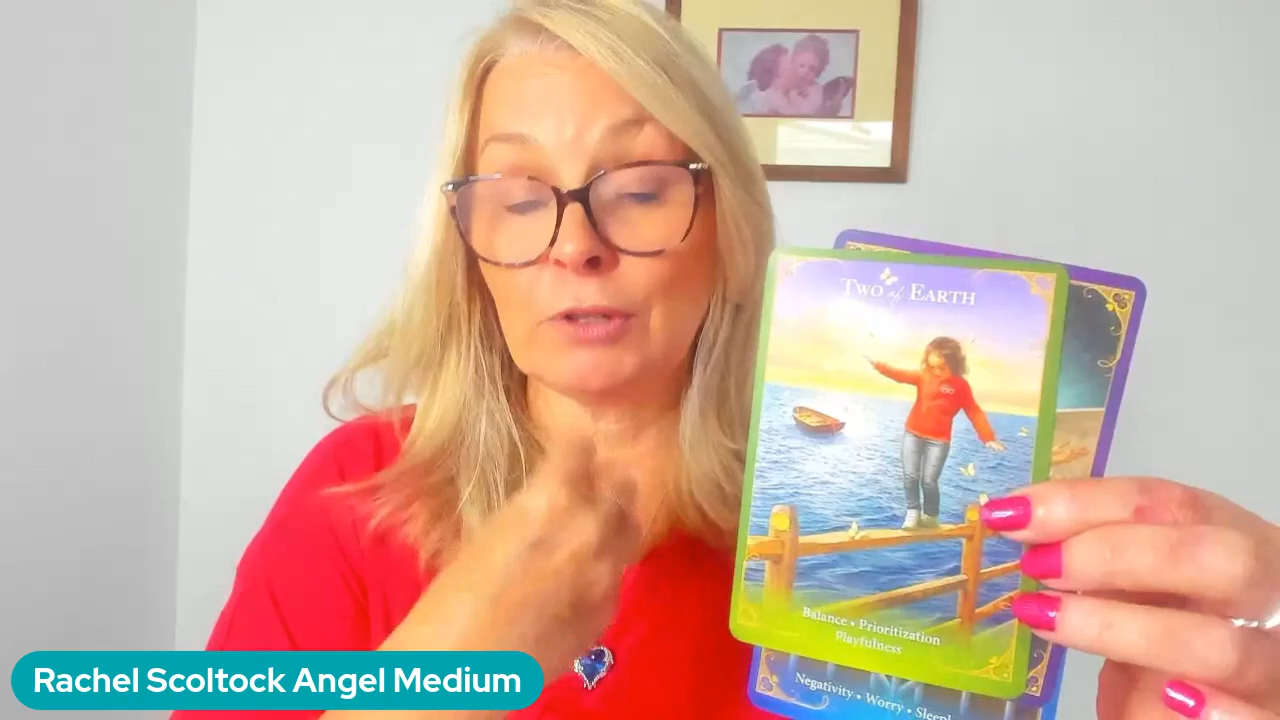 Two of Earth
Balance • Prioritization
Playfulness
Negativity • Worry •
Rachel Scoltock Angel Medium